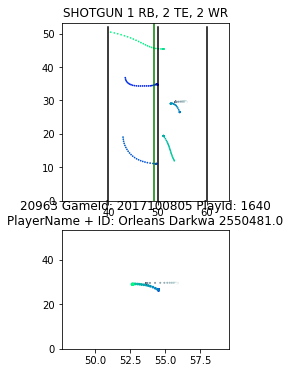 SHOTGUN 1 RB, 2 TE, 2 WR
50
40
30
20
10
0
40 50 60
20963 GameId: 2017100805 PlayId: 1640
PlayerName + ID: Orleans Darkwa 2550481.0
40
20
0
50.0 52.5 55.0 57.5